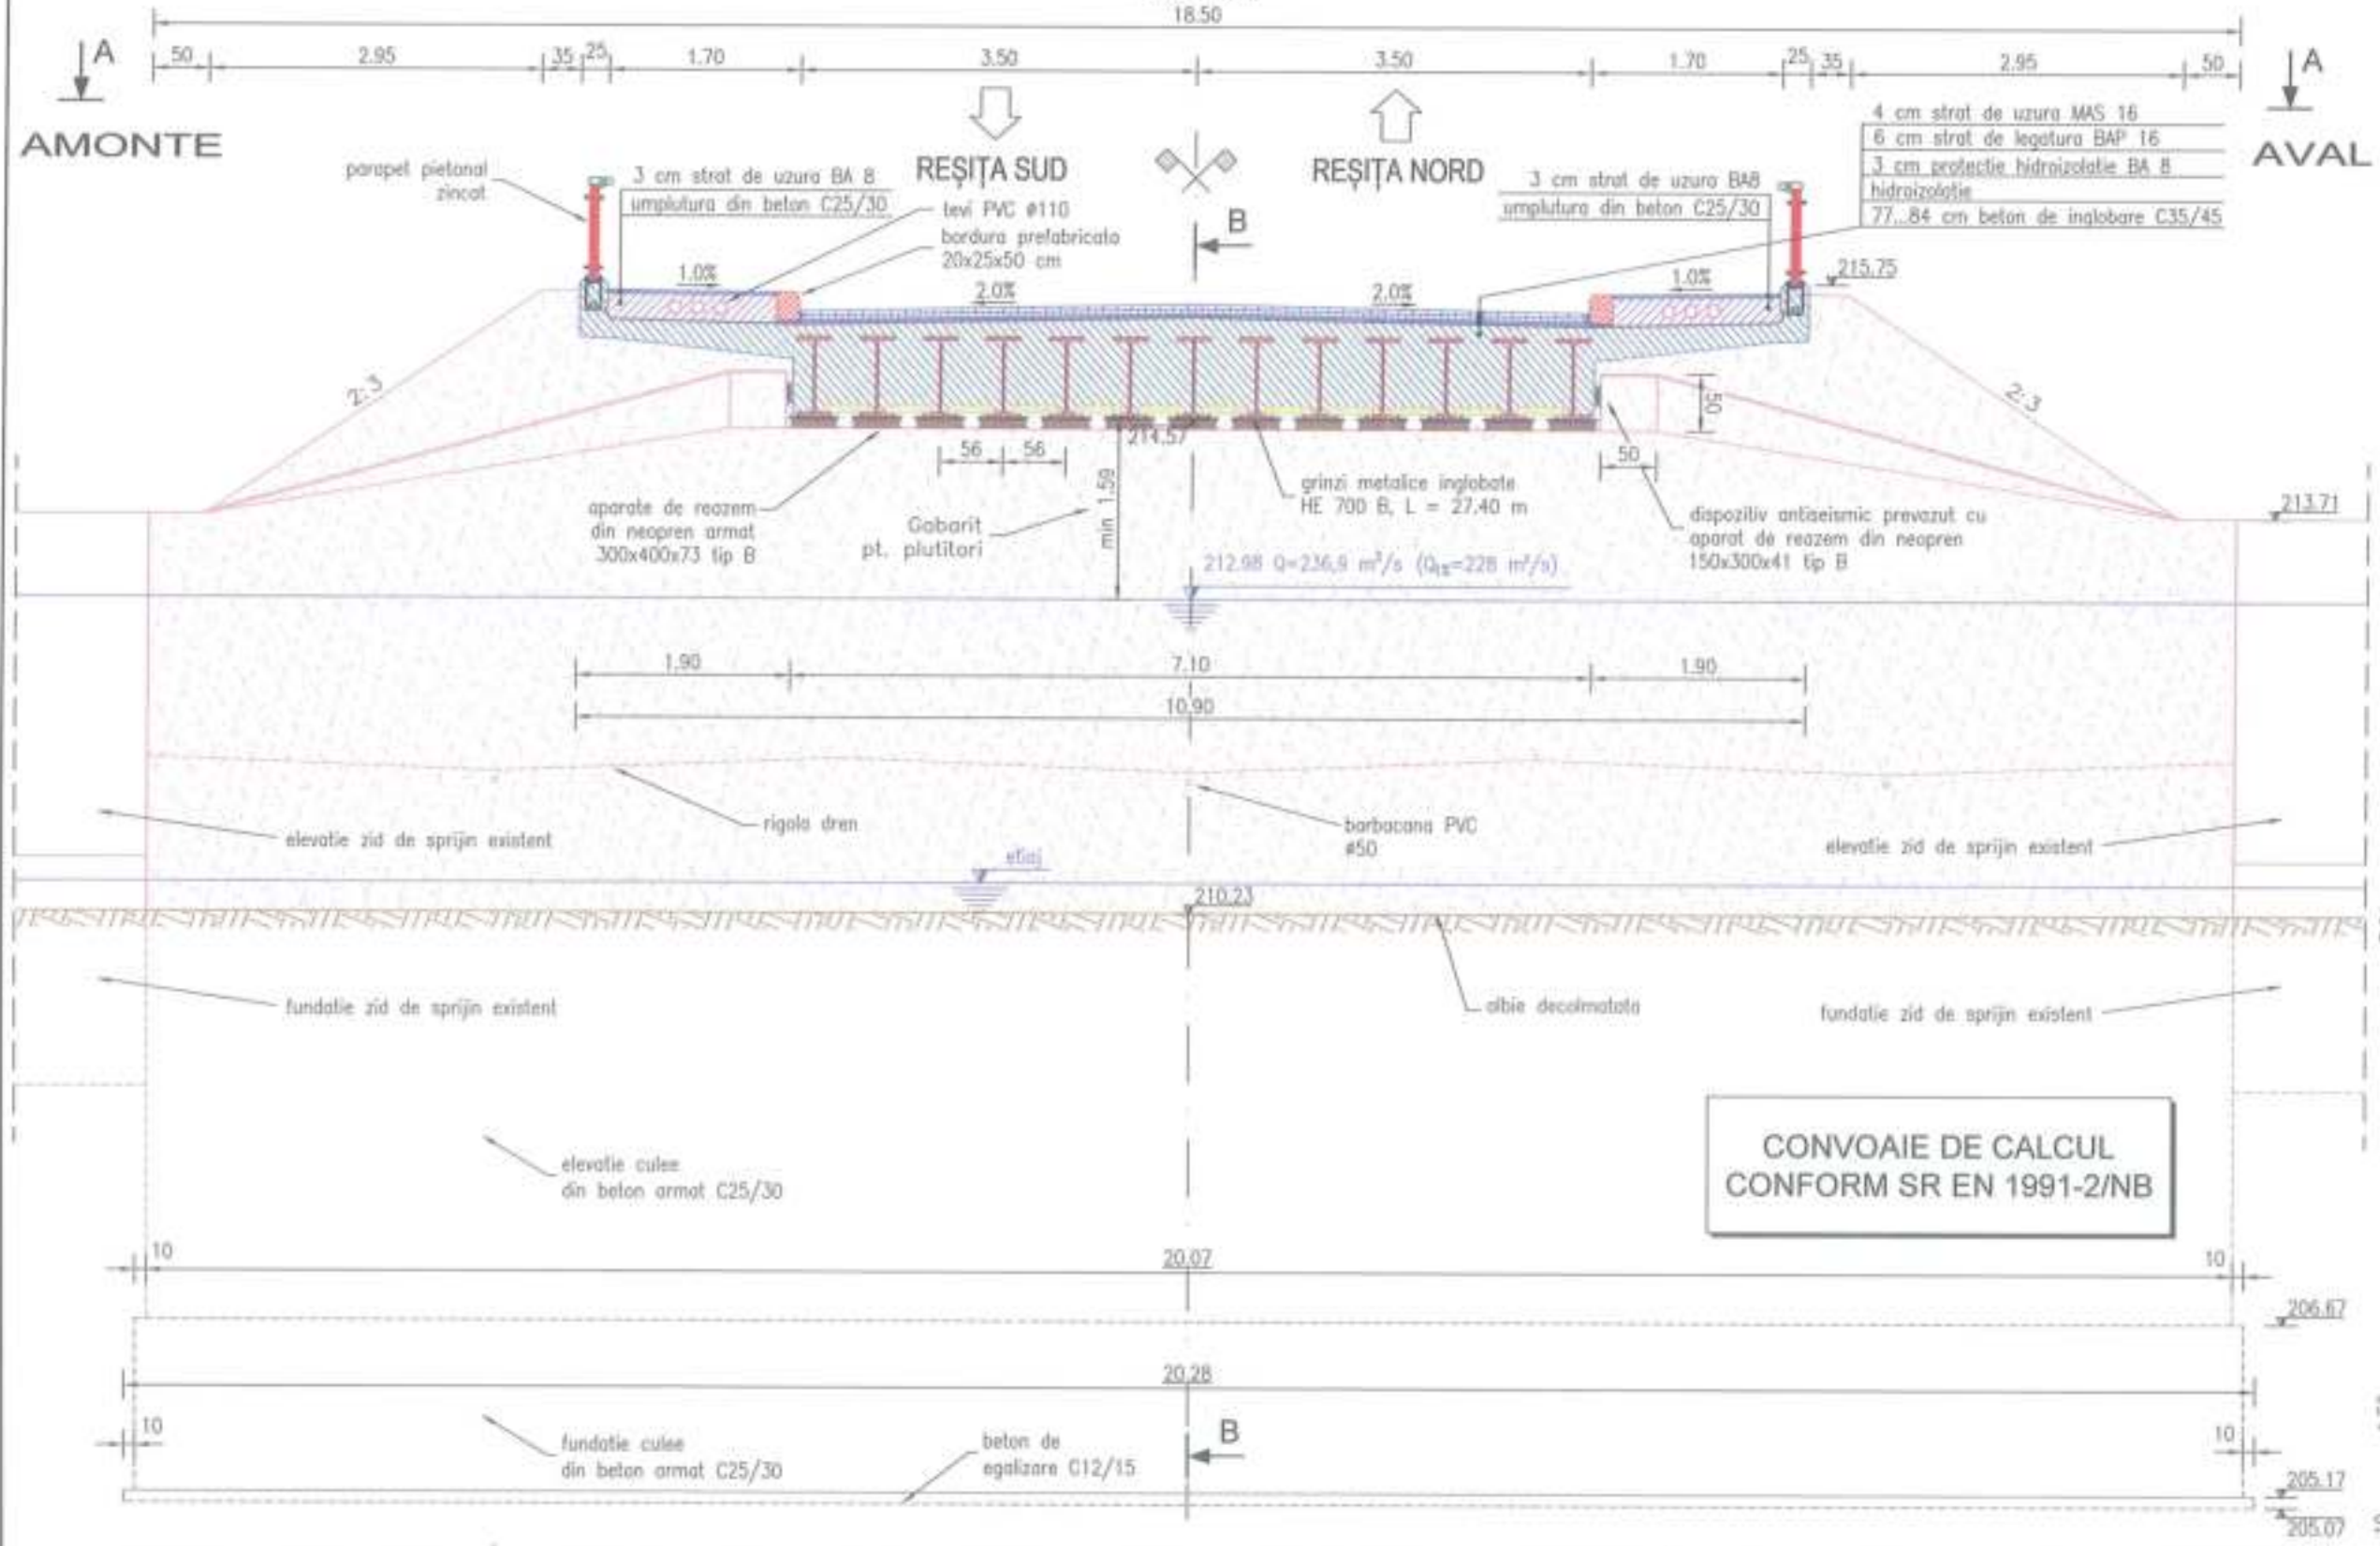 18.50
50
2.95
35
25
1.70
3.50
3.50
1.70
25
35
2.95
50
A
A
AMONTE
AVAL
parapet pietonal
zincat
3 cm strat de uzura BA 8
umplutura din beton C25/30
REȘIȚA SUD
tevi PVC ø110
bordura prefabricata
20x25x50 cm
B
REȘIȚA NORD
3 cm strat de uzura BA8
umplutura din beton C25/30
4 cm strat de uzura MAS 16
6 cm strat de legatura BAP 16
3 cm protectie hidroizolatie BA 8
hidroizolatie
77...84 cm beton de inglobare C35/45
1.0%
2.0%
2.0%
1.0%
215.75
2:3
2:3
50
214.57
56
56
50
min 1.59
aparate de reazem
din neopren armat
300x400x73 tip B
Gabarit
pt. plutitori
grinzi metalice inglobate
HE 700 B, L = 27.40 m
dispozitiv antiseismic prevazut cu
aparat de reazem din neopren
150x300x41 tip B
213.71
212.98 Q=236,9 m³/s (Q1%=228 m³/s)
1.90
7.10
1.90
10.90
rigola dren
barbacana PVC
ø50
elevatie zid de sprijin existent
elevatie zid de sprijin existent
etiaj
210.23
fundatie zid de sprijin existent
albie decolmatata
fundatie zid de sprijin existent
elevatie culee
din beton armat C25/30
CONVOAIE DE CALCUL
CONFORM SR EN 1991-2/NB
10
20.07
10
206.67
20.28
10
fundatie culee
din beton armat C25/30
beton de
egalizare C12/15
B
10
205.17
205.07